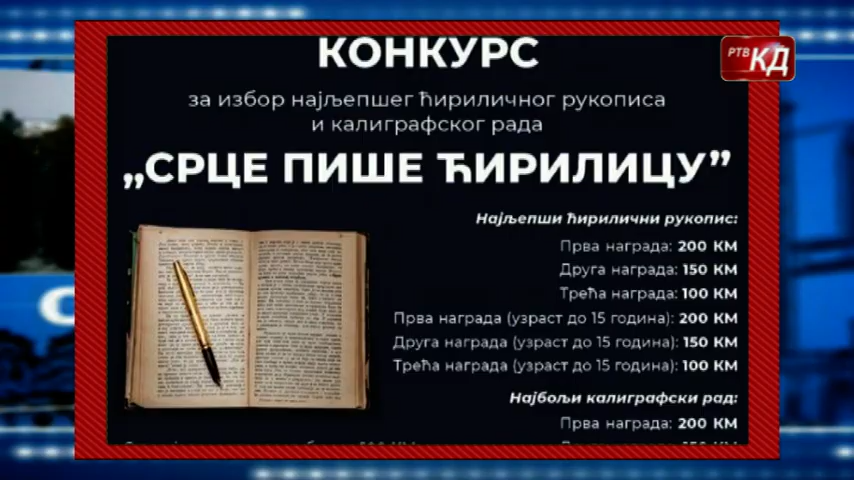 РТВ КД
КОНКУРС
за избор најљепшег ћириличног рукописа
и калиграфског рада
„СРЦЕ ПИШЕ ЋИРИЛИЦУ”
Најљепши ћирилични рукопис:
Прва награда: 200 КМ
Друга награда: 150 КМ
Трећа награда: 100 КМ
Прва награда (узраст до 15 година): 200 КМ
Друга награда (узраст до 15 година): 150 КМ
Трећа награда (узраст до 15 година): 100 КМ
Најбољи калиграфски рад:
Прва награда: 200 КМ